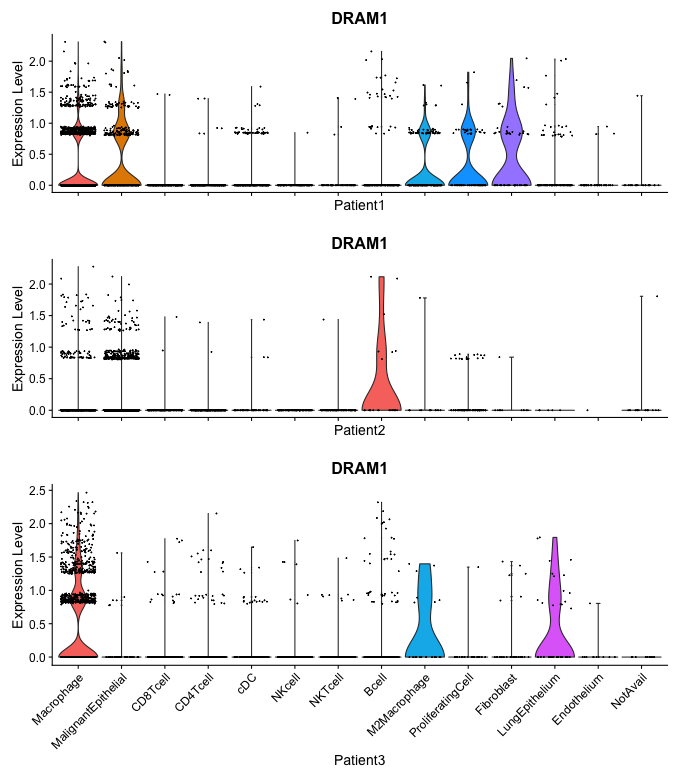 DRAM1
Expression Level
2.0
1.5
1.0
0.5
0.0
Patient1
DRAM1
Expression Level
2.0
1.5
1.0
0.5
0.0
Patient2
DRAM1
Expression Level
2.5
2.0
1.5
1.0
0.5
0.0
Macrophage
MalignantEpithelial
CD8Tcell
CD4Tcell
cDC
NKcell
NKTcell
Bcell
M2Macrophage
ProliferatingCell
Fibroblast
LungEpithelium
Endothelium
NotAvail
Patient3